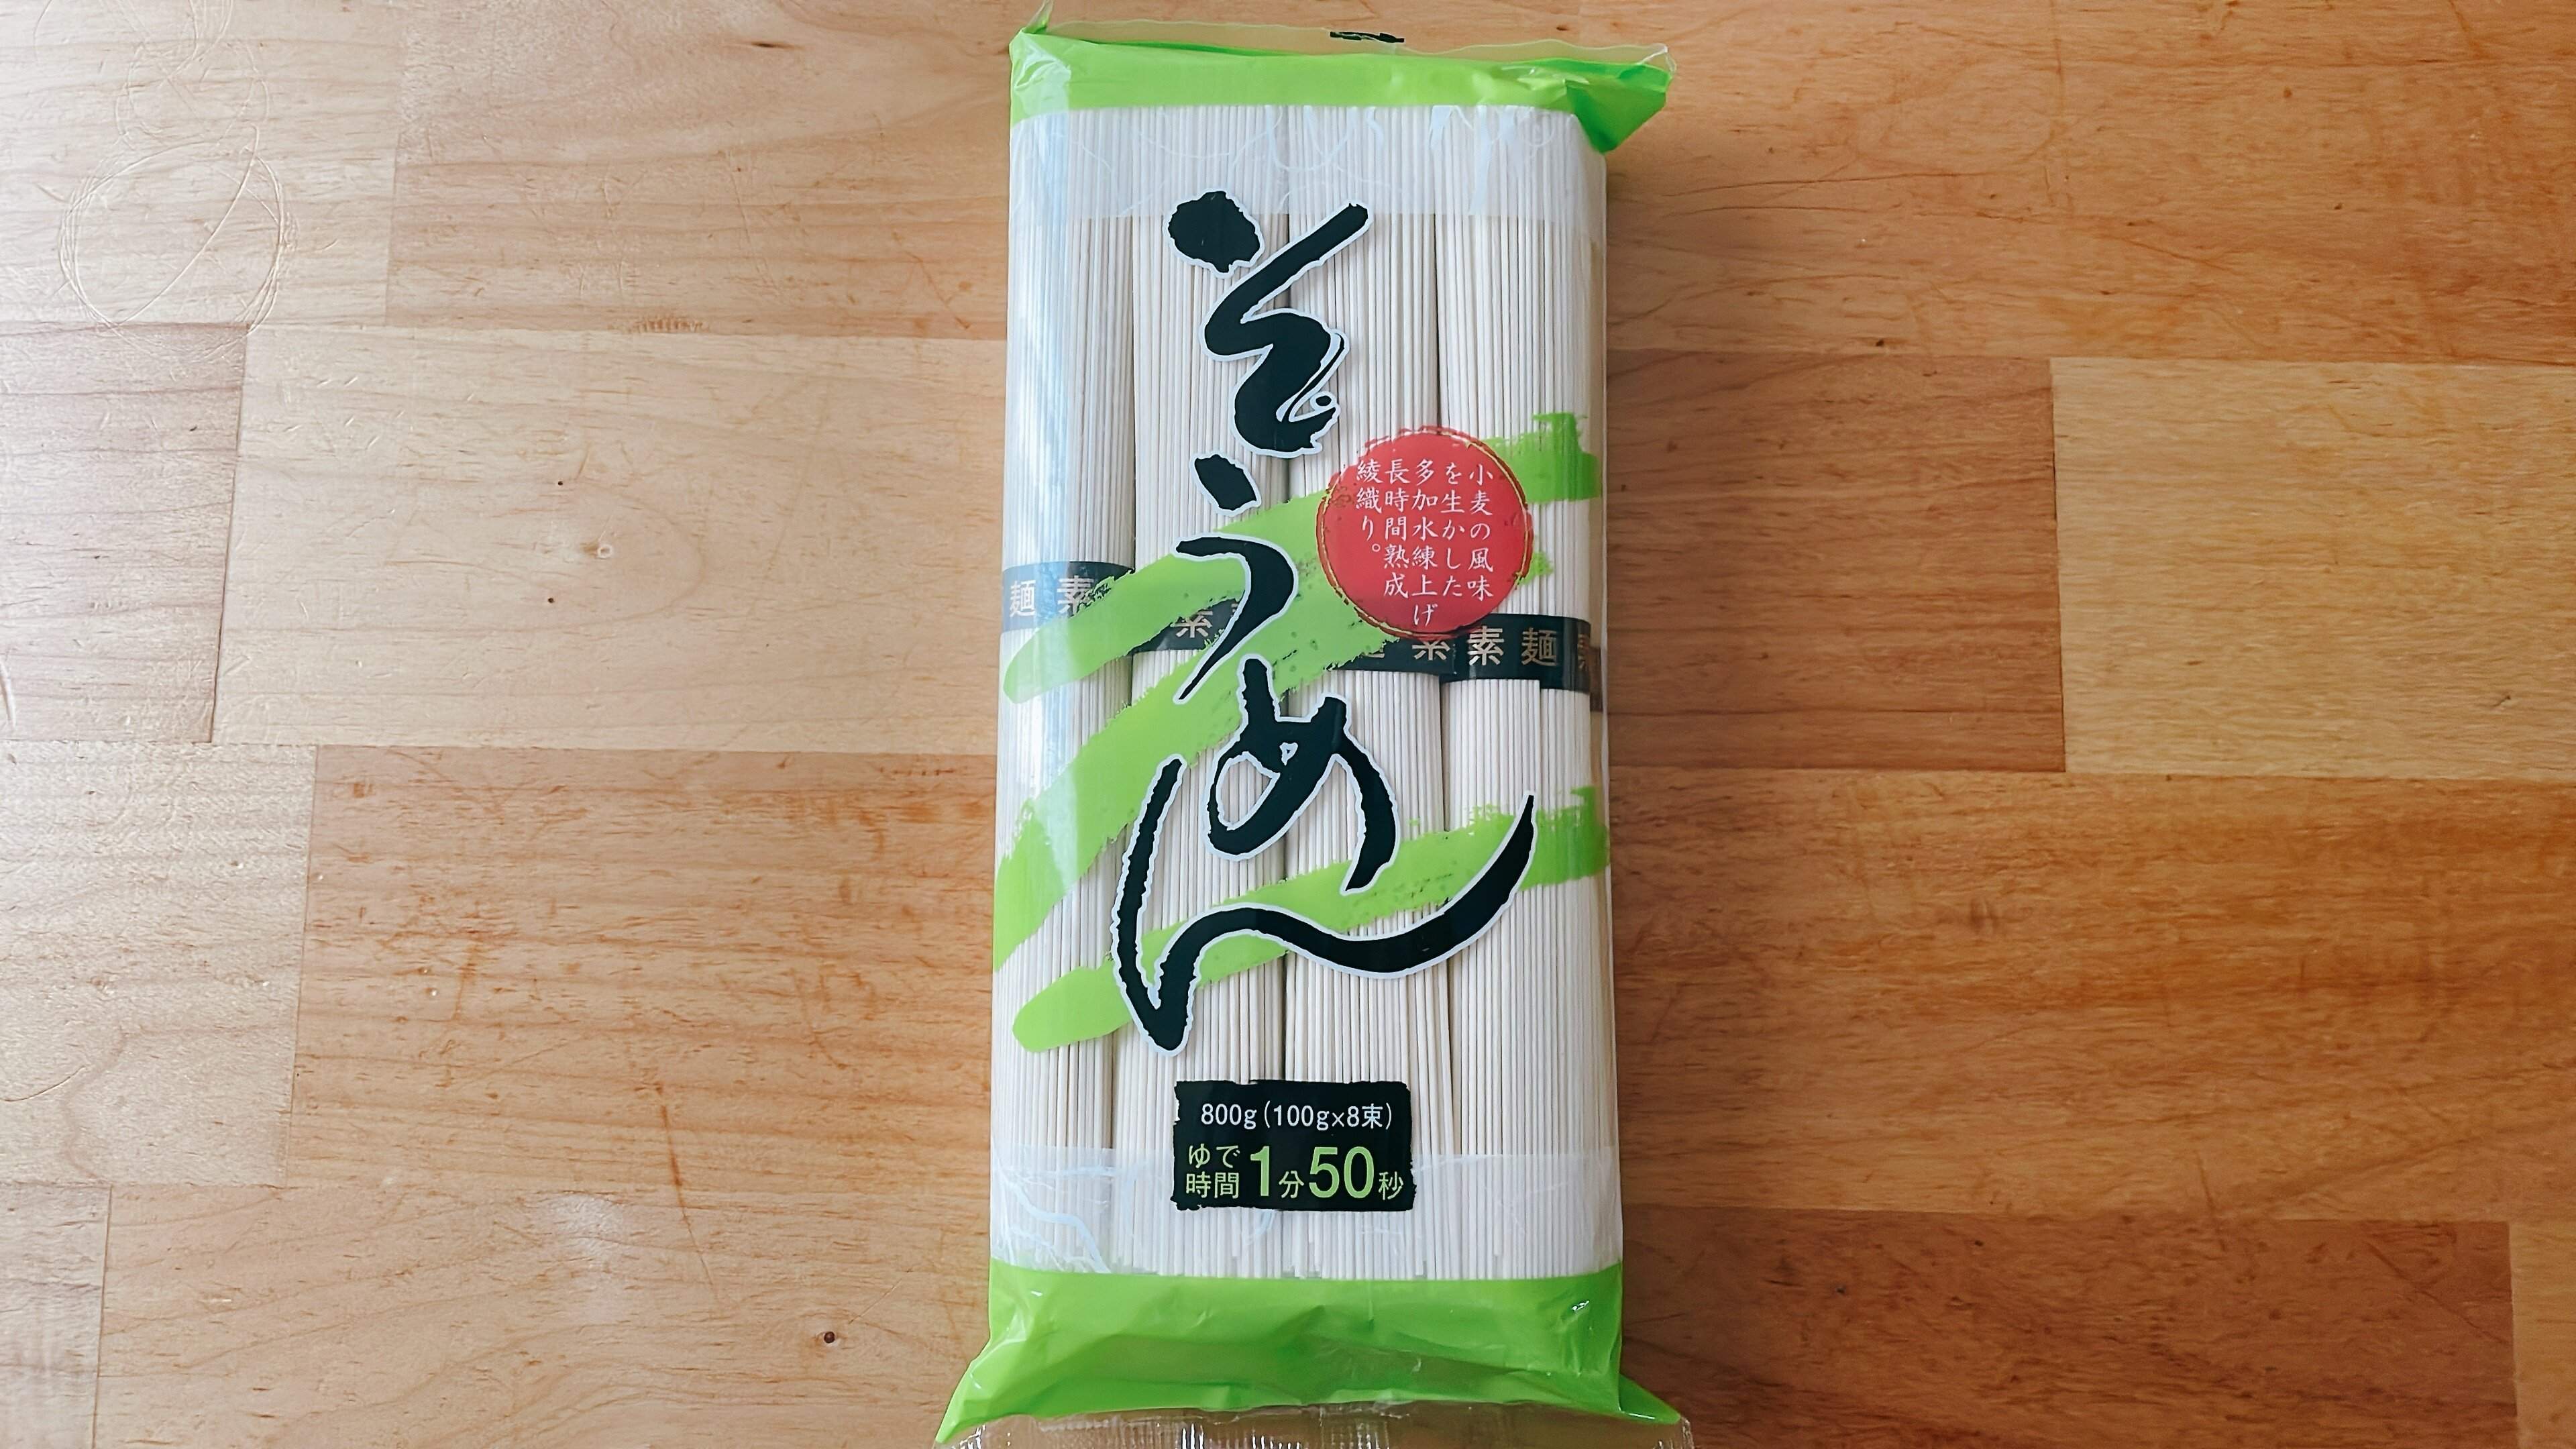 そうめん
小麦の風味
を生かした
多加水練上げ
長時間熟成
綾織り。
麺 素
素
素
素 麺
800g(100g×8束)
ゆで時間1分50秒